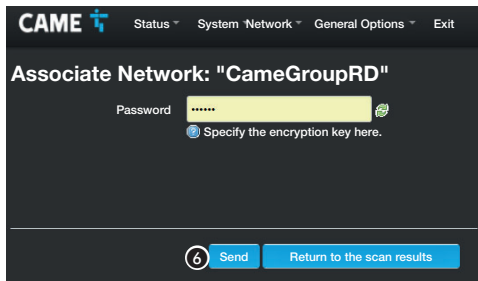 CAME Status System Network General Options Exit
Associate Network: "CameGroupRD"
Password ••••••
Specify the encryption key here.
6 Send Return to the scan results